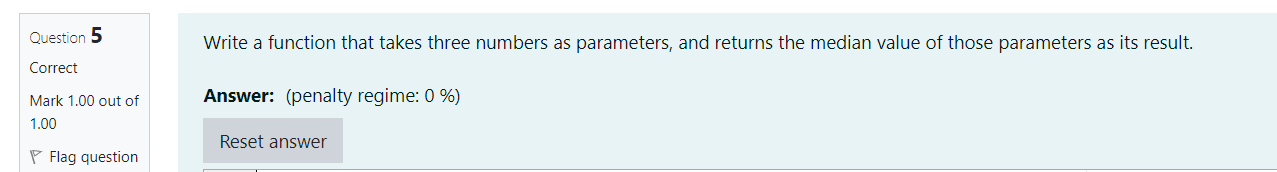 Question 5
Correct
Mark 1.00 out of
1.00
Flag question
Write a function that takes three numbers as parameters, and returns the median value of those parameters as its result.
Answer: (penalty regime: 0 %)
Reset answer